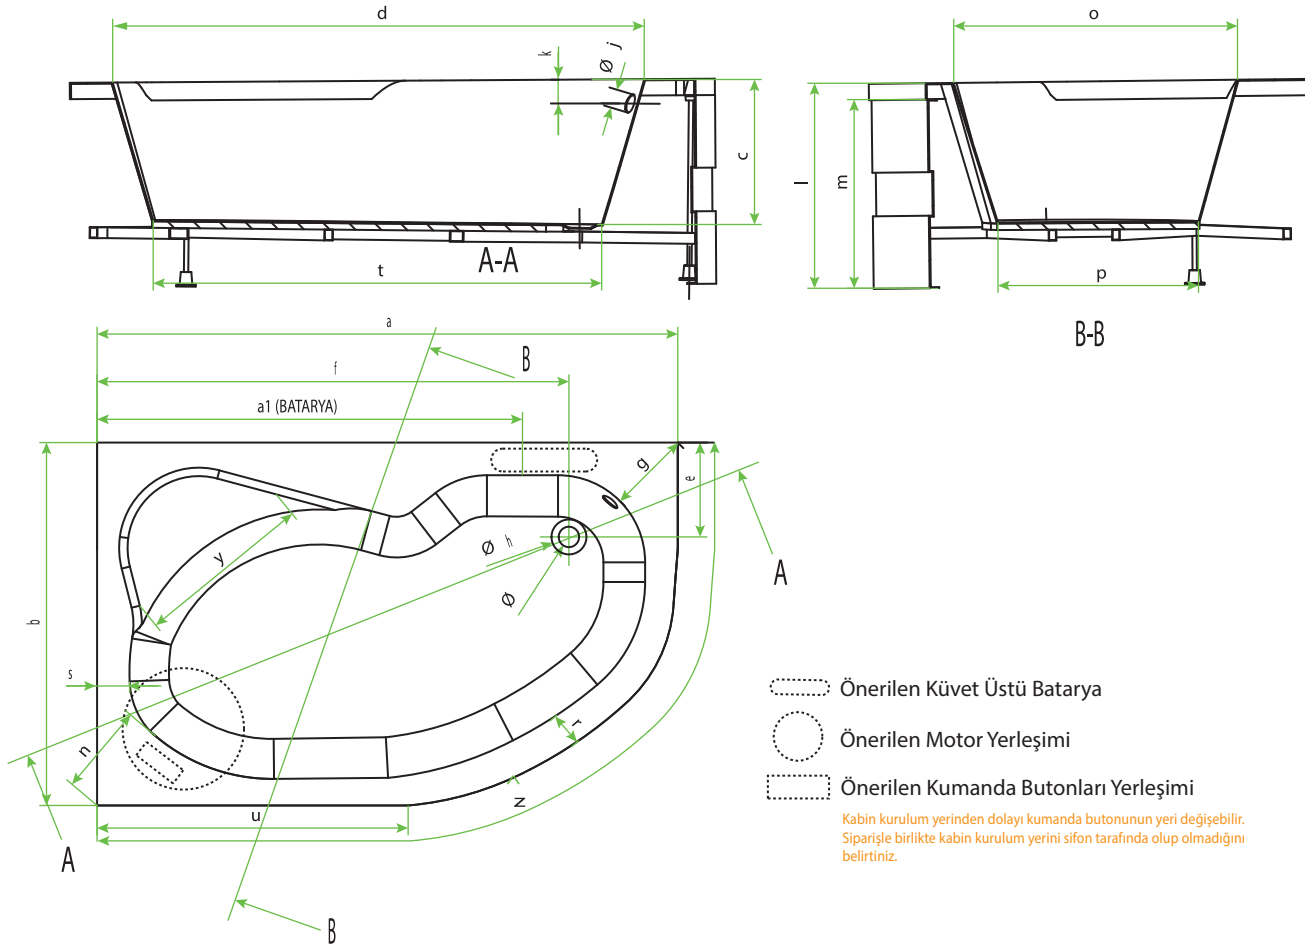 d
k
Ø j
c
A-A
t
o
l
m
p
B-B
a
B
f
a1 (BATARYA)
g
e
y
Ø h
Ø
A
b
s
n
r
N
u
A
B
Önerilen Küvet Üstü Batarya
Önerilen Motor Yerleşimi
Önerilen Kumanda Butonları Yerleşimi
Kabin kurulum yerinden dolayı kumanda butonunun yeri değişebilir.
Siparişle birlikte kabin kurulum yerini sifon tarafında olup olmadığını
belirtiniz.